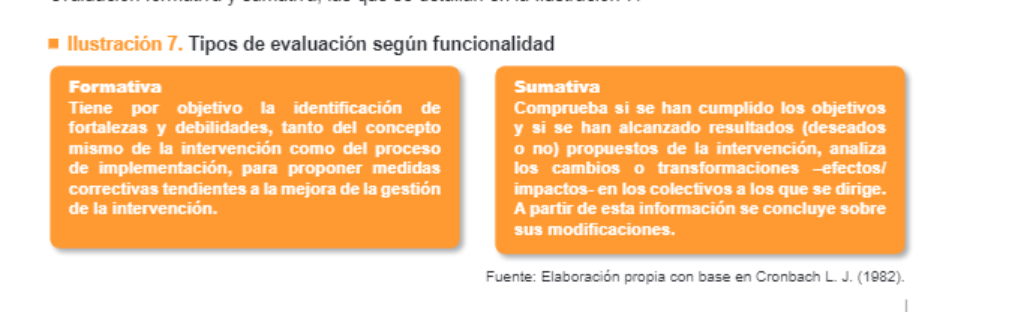 ■ Ilustración 7. Tipos de evaluación según funcionalidad
Formativa
Tiene por objetivo la identificación de
fortalezas y debilidades, tanto del concepto
mismo de la intervención como del proceso
de implementación, para proponer medidas
correctivas tendientes a la mejora de la gestión
de la intervención.
Sumativa
Comprueba si se han cumplido los objetivos
y si se han alcanzado resultados (deseados
o no) propuestos de la intervención, analiza
los cambios o transformaciones –efectos/
impactos- en los colectivos a los que se dirige.
A partir de esta información se concluye sobre
sus modificaciones.
Fuente: Elaboración propia con base en Cronbach L. J. (1982).